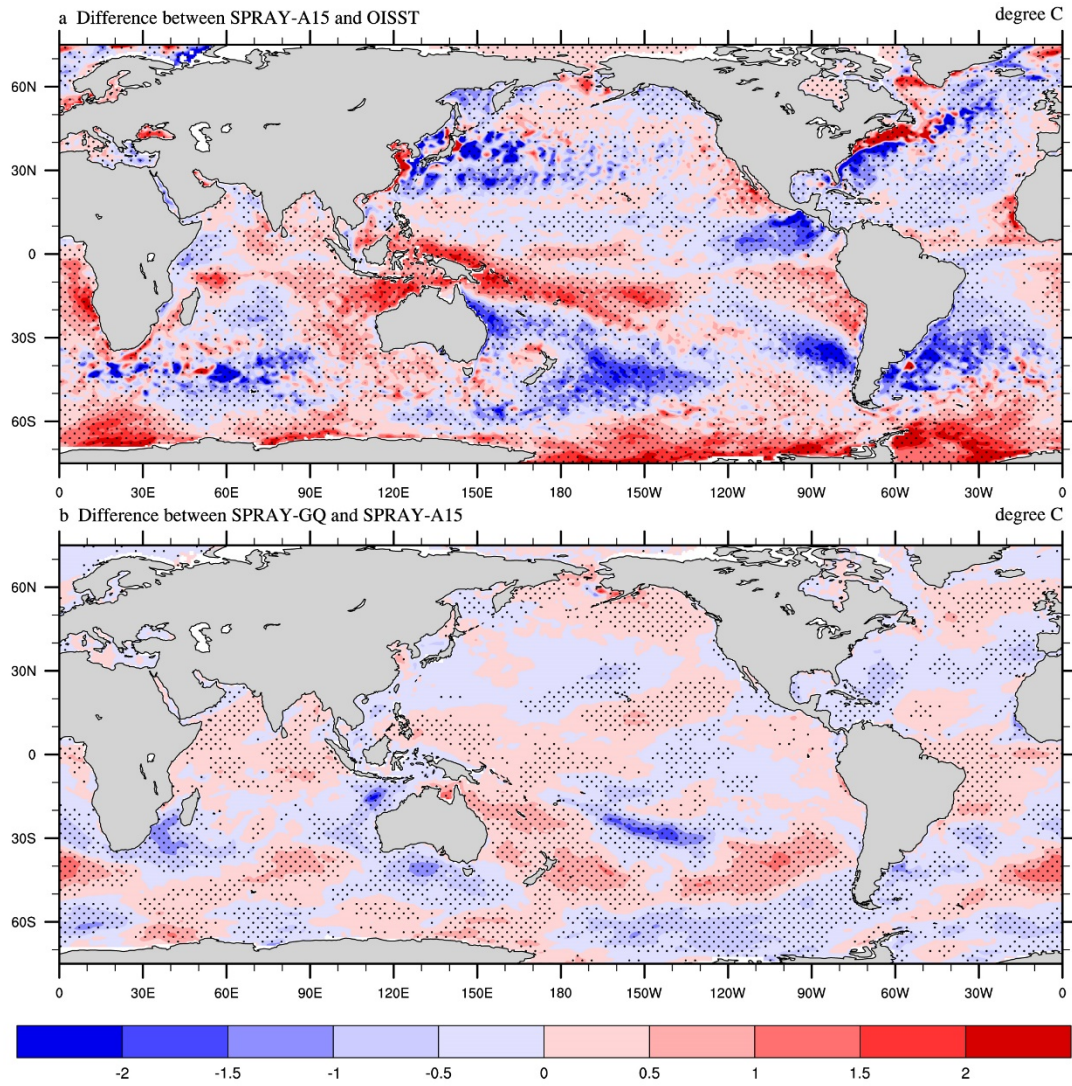 a Difference between SPRAY-A15 and OISST degree C
60N
30N
0
30S
60S
0 30E 60E 90E 120E 150E 180 150W 120W 90W 60W 30W 0
b Difference between SPRAY-GQ and SPRAY-A15 degree C
60N
30N
0
30S
60S
0 30E 60E 90E 120E 150E 180 150W 120W 90W 60W 30W 0
-2 -1.5 -1 -0.5 0 0.5 1 1.5 2